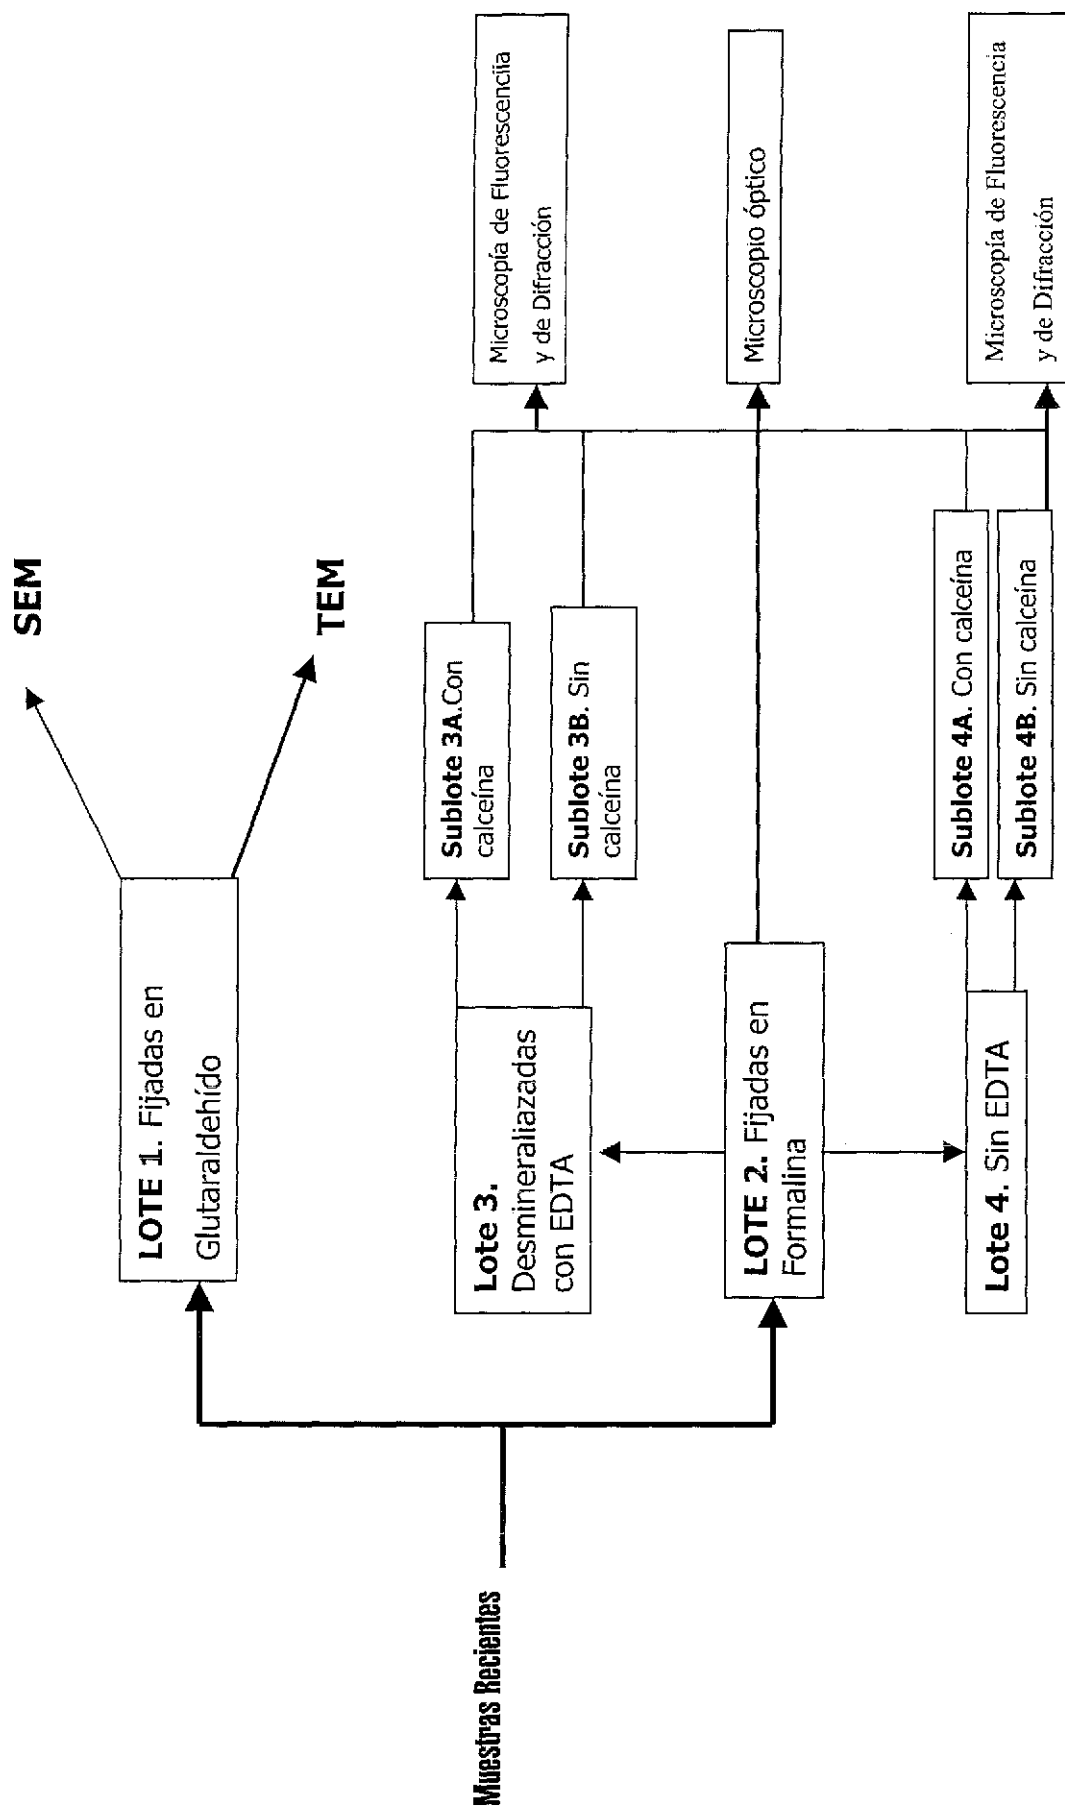 Muestras Recientes
LOTE 1. Fijadas en
Glutaraldehído
SEM
TEM
Lote 3.
Desmineraliazadas
con EDTA
Sublote 3A.Con
calceína
Sublote 3B. Sin
calceína
Microscopía de Fluorescenciia
y de Difracción
LOTE 2. Fijadas en
Formalina
Microscopio óptico
Lote 4. Sin EDTA
Sublote 4A. Con calceína
Sublote 4B. Sin calceína
Microscopía de Fluorescencia
y de Difracción